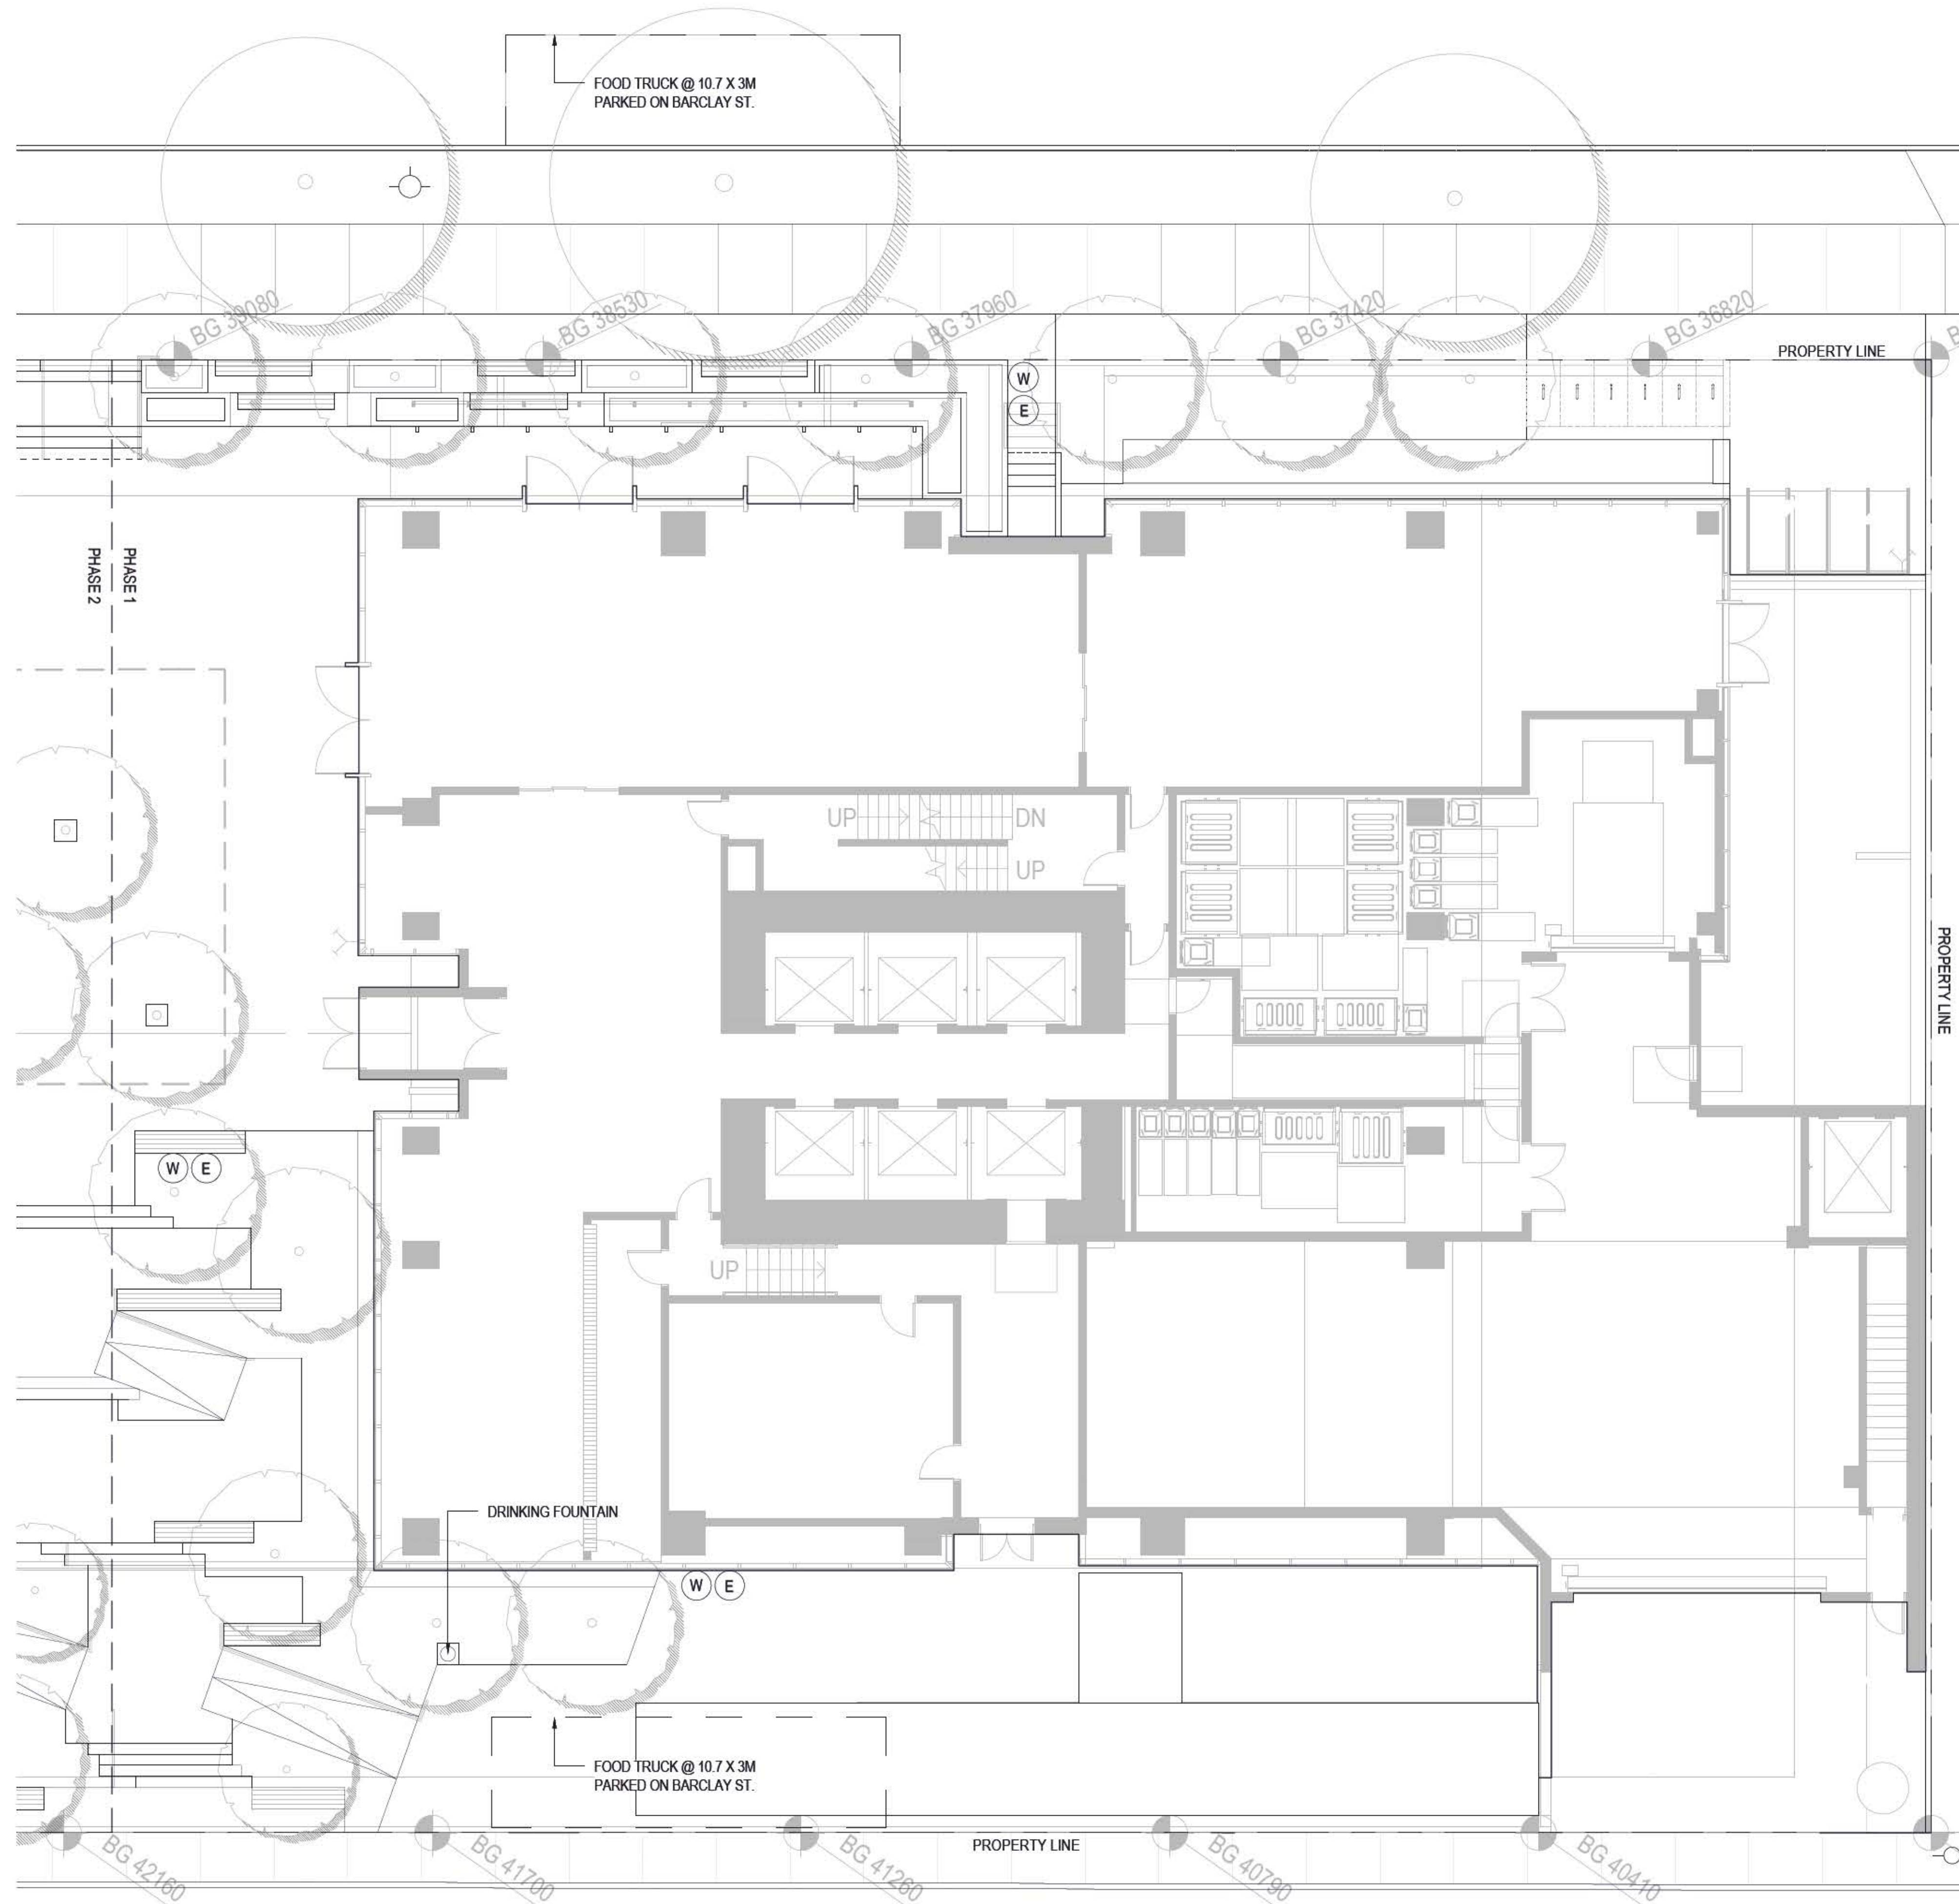 FOOD TRUCK @ 10.7 X 3M
PARKED ON BARCLAY ST.
BG 39080
BG 38530
BG 37960
BG 37420
BG 36820
B
PROPERTY LINE
W
E
PHASE 2
PHASE 1
UP
DN
UP
PROPERTY LINE
W
E
UP
DRINKING FOUNTAIN
W
E
FOOD TRUCK @ 10.7 X 3M
PARKED ON BARCLAY ST.
PROPERTY LINE
BG 42160
BG 41700
BG 41260
BG 40790
BG 40410